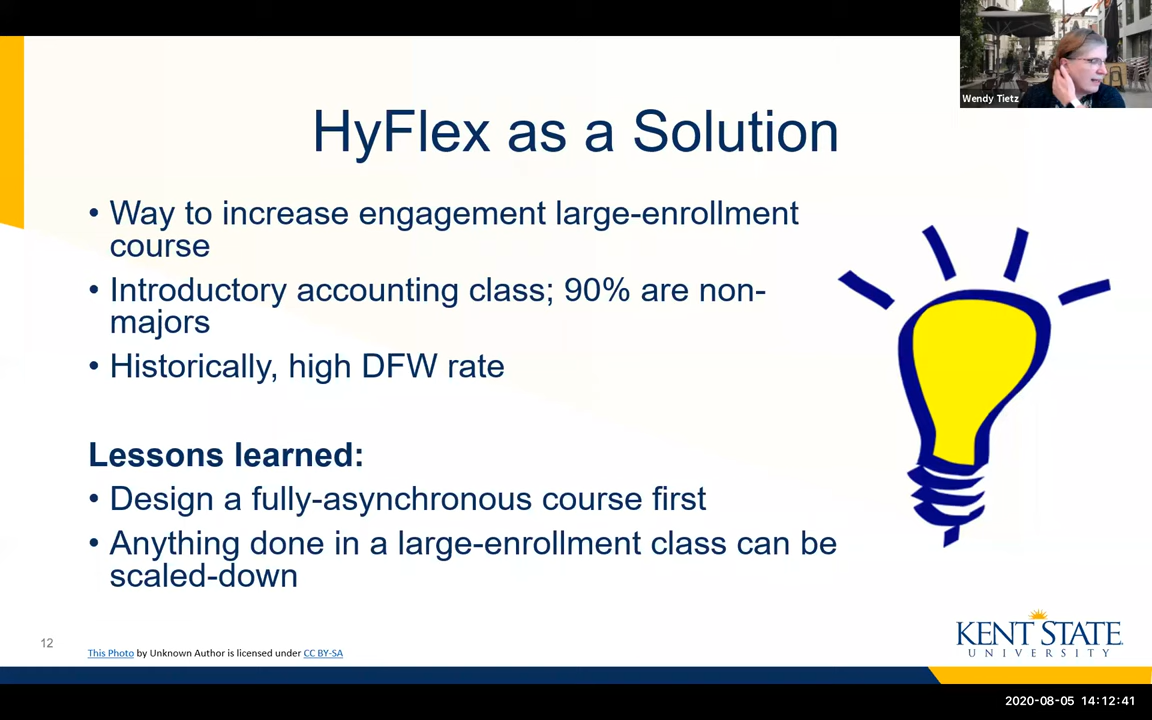 Wendy Tietz
HyFlex as a Solution
• Way to increase engagement large-enrollment
course
• Introductory accounting class; 90% are non-
majors
• Historically, high DFW rate
Lessons learned:
• Design a fully-asynchronous course first
• Anything done in a large-enrollment class can be
scaled-down
12
This Photo by Unknown Author is licensed under CC BY-SA
KENT STATE
UNIVERSITY
2020-08-05 14:12:41